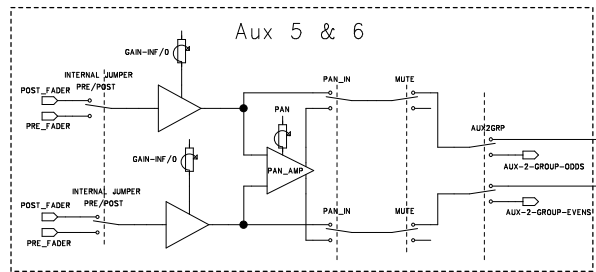 Aux 5 & 6
GAIN-INF/0
INTERNAL JUMPER
PRE/POST
POST_FADER
PRE_FADER
PAN_IN
MUTE
PAN
AUX2GRP
GAIN-INF/0
PAN_AMP
AUX-2-GROUP-ODDS
INTERNAL JUMPER
PRE/POST
POST_FADER
PRE_FADER
PAN_IN
MUTE
AUX-2-GROUP-EVENS